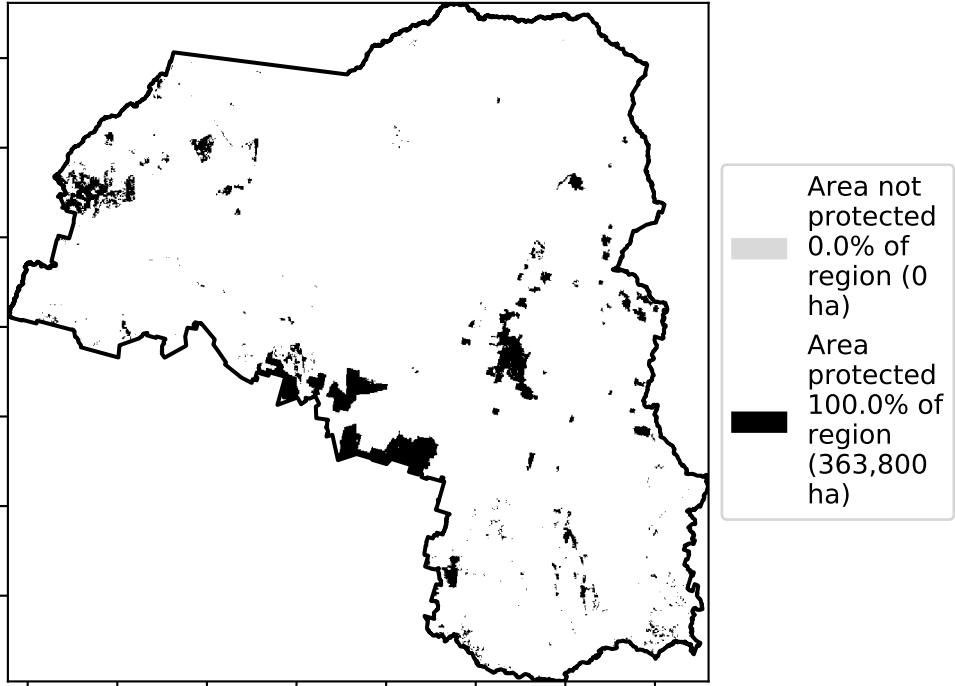 Area not
protected
0.0% of
region (0
ha)
Area
protected
100.0% of
region
(363,800
ha)